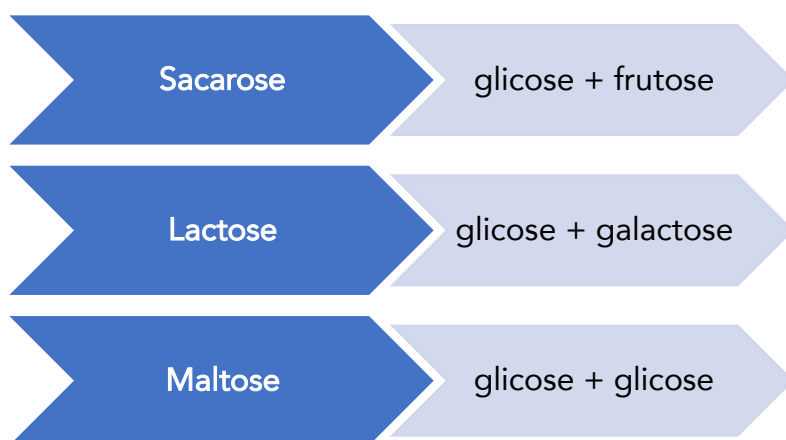 Sacarose
glicose + frutose
Lactose
glicose + galactose
Maltose
glicose + glicose